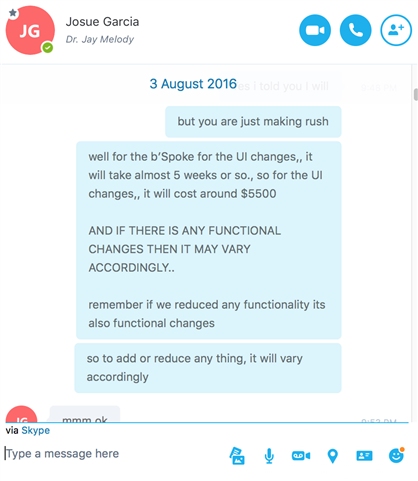 JG
Josue Garcia
Dr. Jay Melody
3 August 2016
yes i told you i will
but you are just making rush
well for the b'Spoke for the UI changes,, it
will take almost 5 weeks or so., so for the UI
changes,, it will cost around $5500
AND IF THERE IS ANY FUNCTIONAL
CHANGES THEN IT MAY VARY
ACCORDINGLY..
remember if we reduced any functionality its
also functional changes
so to add or reduce any thing, it will vary
accordingly
JG
mmm ok
via Skype
Type a message here